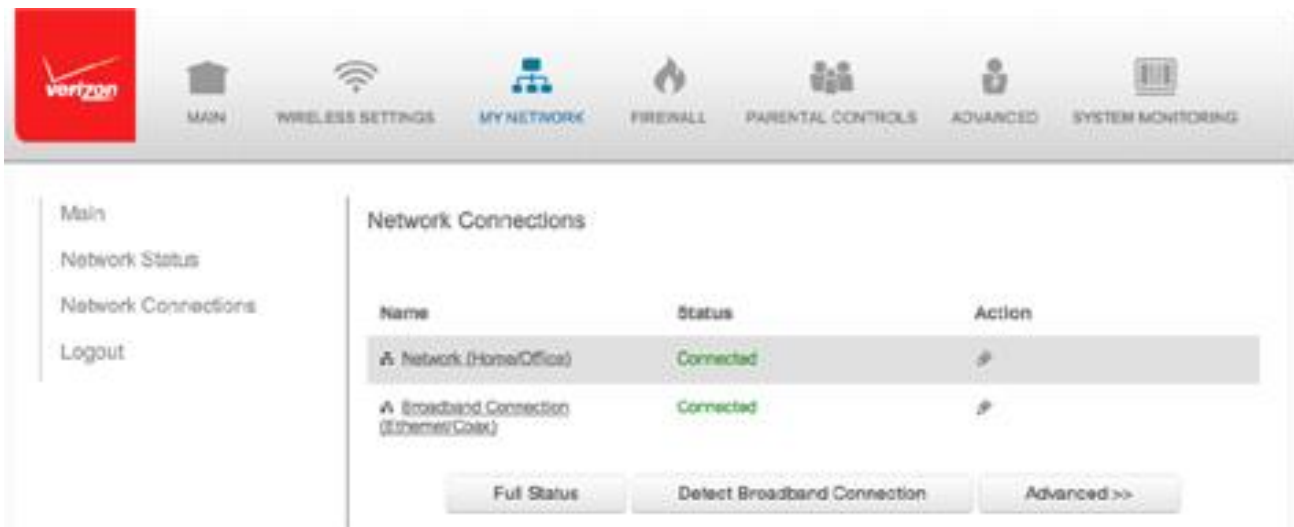 verizon
MAIN
WIRELESS SETTINGS
MY NETWORK
FIREWALL
PARENTAL CONTROLS
ADVANCED
SYSTEM MONITORING
Main
Network Status
Network Connections
Logout
Network Connections
Name Status Action
Network (Home/Office) Connected
Broadband Connection Connected
(Ethernet/Coax)
Full Status Detect Broadband Connection Advanced >>